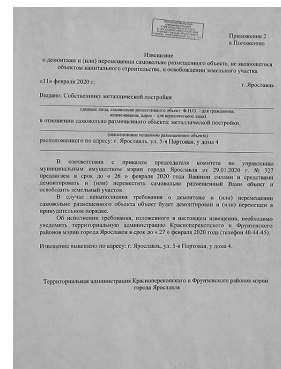 Приложение 2
к Положению
Извещение
о демонтаже и (или) перемещении самовольно размещенного объекта, не являющегося
объектом капитального строительства, и освобождении земельного участка
«11» февраля 2020 г.
г. Ярославль
Выдано: Собственнику металлической постройки
(данные лица, самовольно разместившего объект: Ф.И.О. - для гражданина,
наименование, адрес - для юридического лица)
в отношении самовольно размещенного объекта: металлической постройки,
(наименование незаконно размещенного объекта)
расположенного по адресу: г. Ярославль, ул. 5-я Портовая, у дома 4
В соответствии с приказом председателя комитета по управлению
муниципальным имуществом мэрии города Ярославля от 29.01.2020 г. № 327
предлагаем в срок до « 26 » февраля 2020 года Вашими силами и средствами
демонтировать и (или) переместить самовольно размещенный Вами объект и
освободить земельный участок.
В случае невыполнения требования о демонтаже и (или) перемещении
самовольно размещенного объекта объект будет демонтирован и (или) перемещен в
принудительном порядке.
Об исполнении требования, изложенного в настоящем извещении, необходимо
уведомить территориальную администрацию Красноперекопского и Фрунзенского
районов мэрии города Ярославля в срок до « 27 » февраля 2020 года (телефон 40-44-45).
Извещение вывешено по адресу: г. Ярославль, ул. 5-я Портовая, у дома 4.
Территориальная администрация Красноперекопского и Фрунзенского районов мэрии
города Ярославля